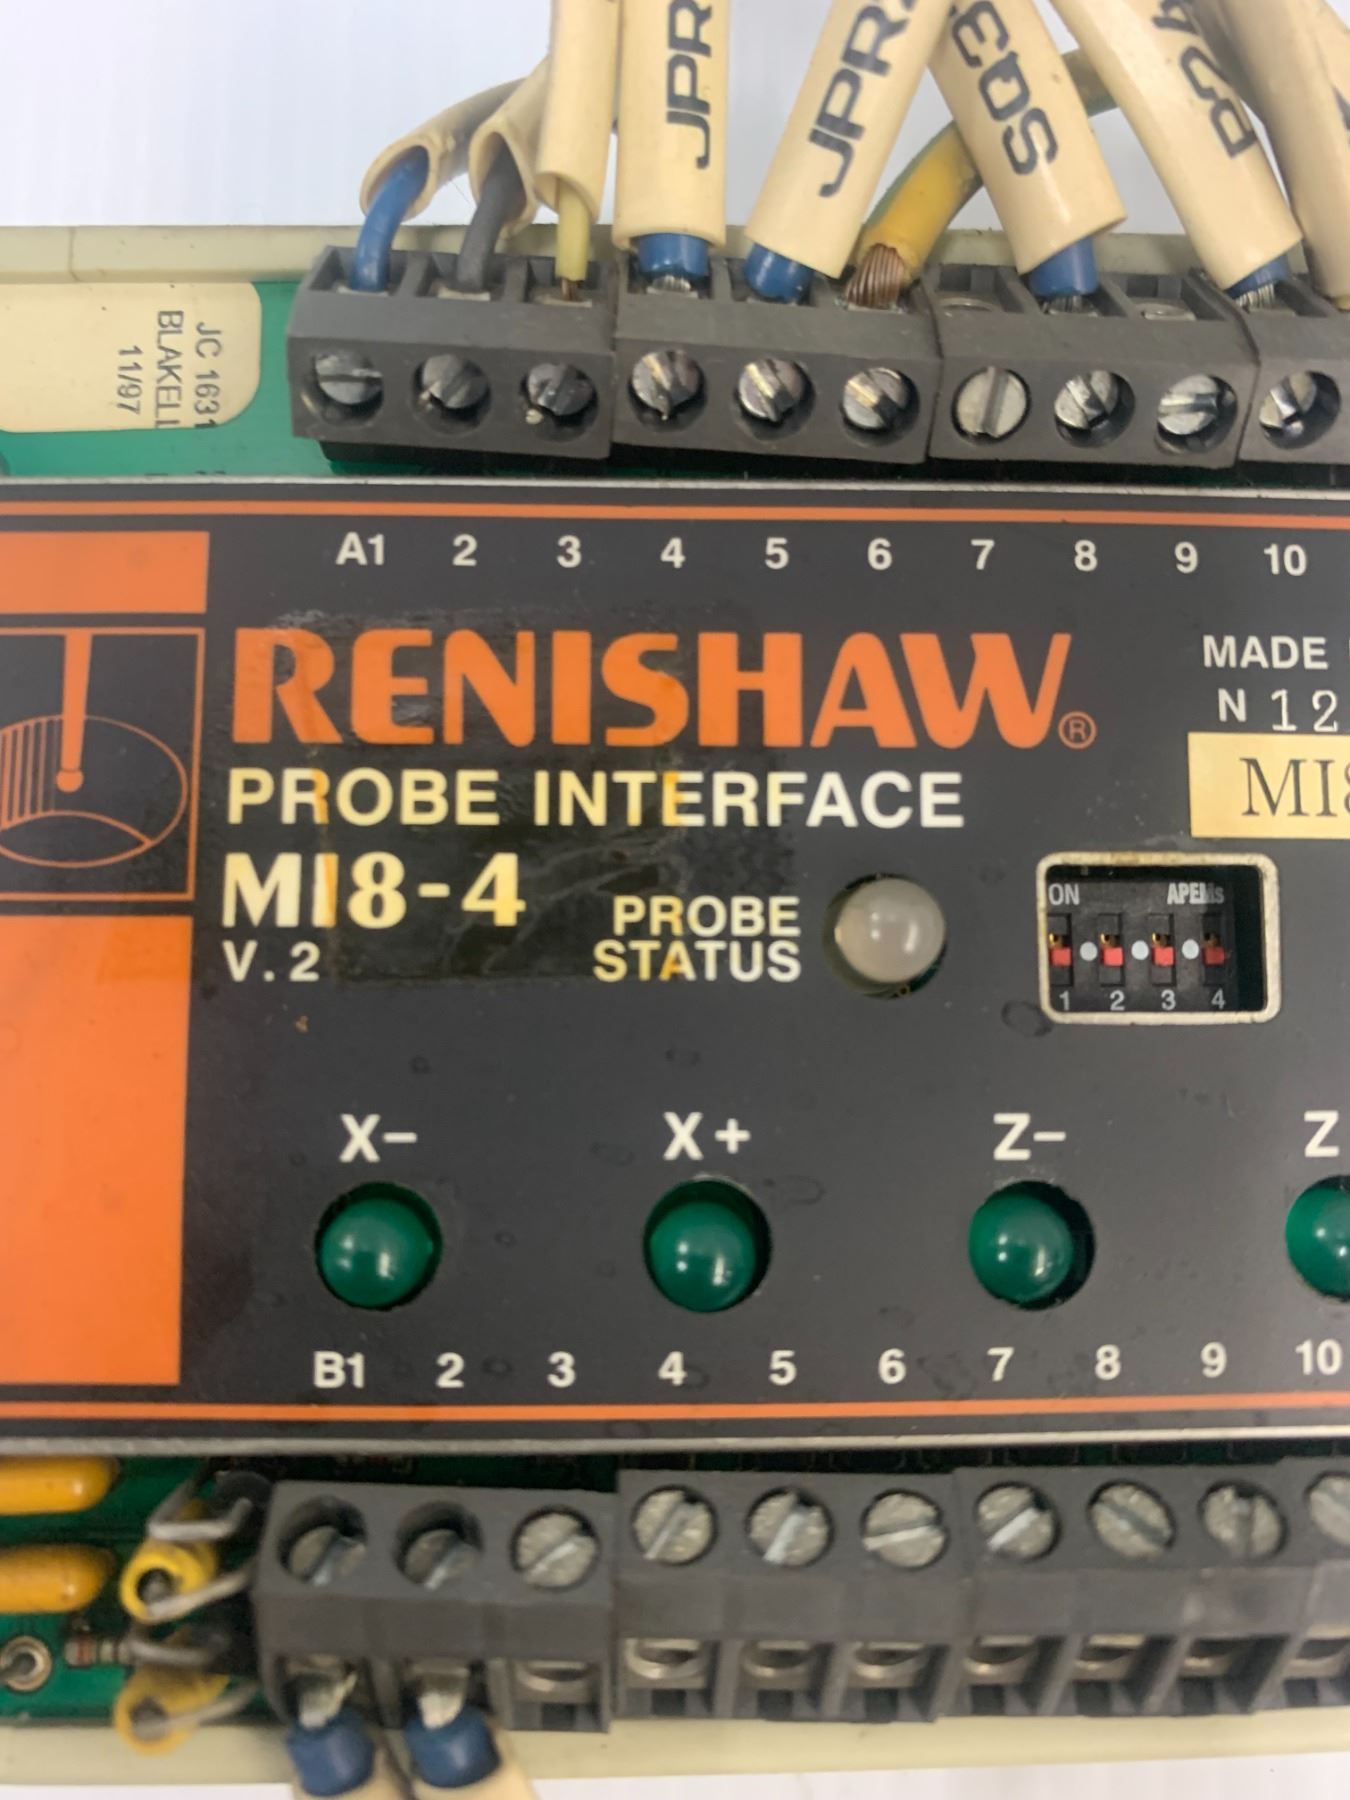 JPR
JPR
SQ3
JC 1631
BLAKELL
11/97
A1 2 3 4 5 6 7 8 9 10
RENISHAW®
MADE
N 12
PROBE INTERFACE
MI8-4
V.2
PROBE
STATUS
ON
1 2 3 4
X- X+ Z- Z
B1 2 3 4 5 6 7 8 9 10